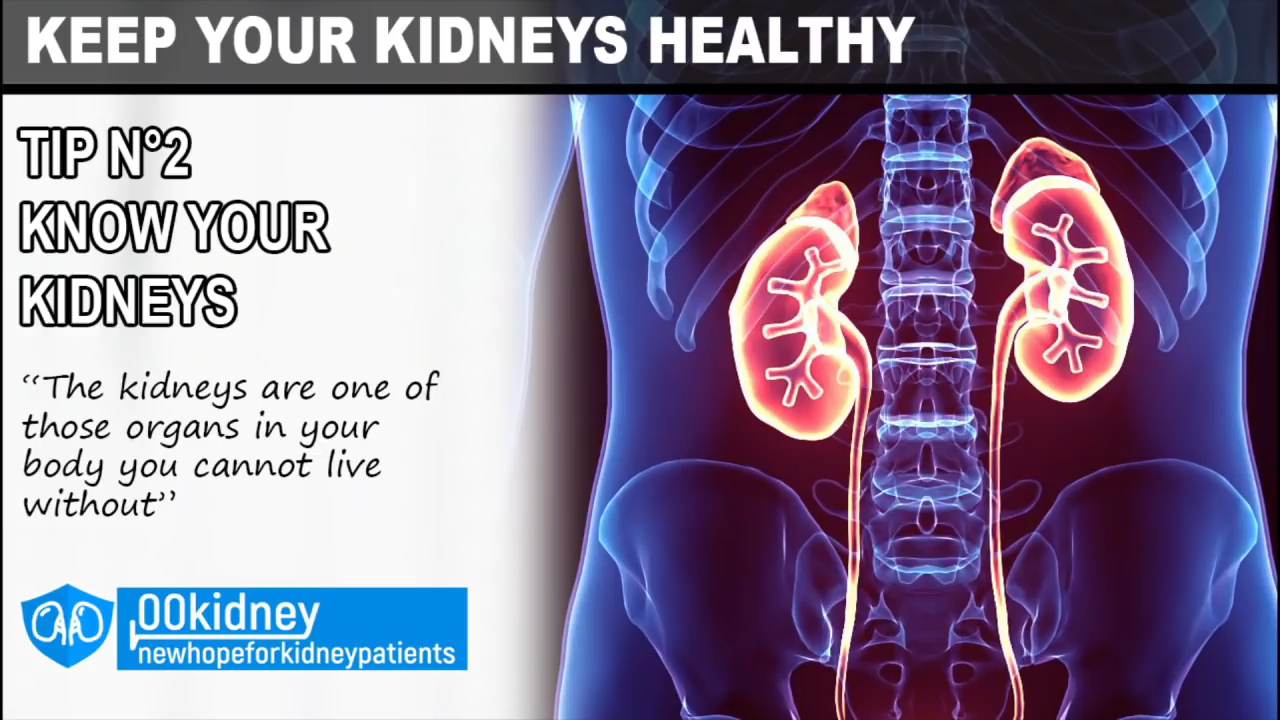 KEEP YOUR KIDNEYS HEALTHY
TIP N°2
KNOW YOUR
KIDNEYS
“The kidneys are one of
those organs in your
body you cannot live
without”
00kidney
newhopeforkidneypatients